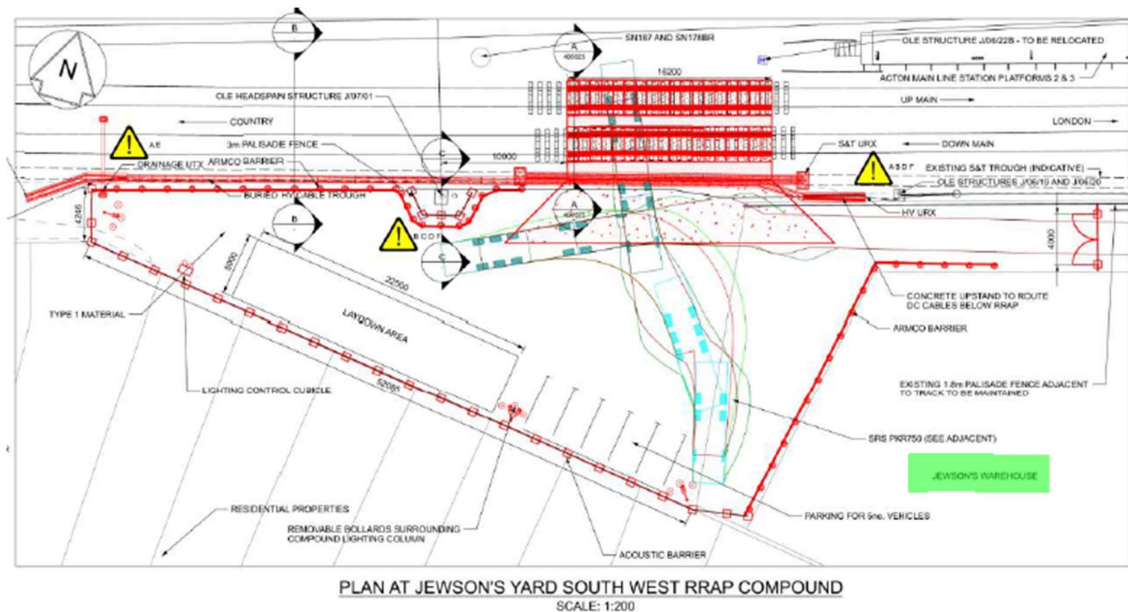 B
SN187 AND SN178BR
A
OLE STRUCTURE J/06/22B - TO BE RELOCATED
N
16200
ACTON MAIN LINE STATION PLATFORMS 2 & 3
OLE HEADSPAN STRUCTURE J/07/01
UP MAIN
COUNTRY
LONDON
A E
3m PALISADE FENCE
C
10000
S&T URX
DOWN MAIN
DRAINAGE UTX
ARMCO BARRIER
A B D F
EXISTING S&T TROUGH (INDICATIVE)
OLE STRUCTURES J/06/19 AND J/06/20
BURIED HV CABLE TROUGH
HV URX
4246
B
A
B C D F
C
4000
5000
22500
TYPE 1 MATERIAL
LAYDOWN AREA
CONCRETE UPSTAND TO ROUTE
DC CABLES BELOW RRAP
ARMCO BARRIER
LIGHTING CONTROL CUBICLE
EXISTING 1.8m PALISADE FENCE ADJACENT
TO TRACK TO BE MAINTAINED
SRS PKR750 (SEE ADJACENT)
JEWSON'S WAREHOUSE
RESIDENTIAL PROPERTIES
PARKING FOR 5no. VEHICLES
REMOVABLE BOLLARDS SURROUNDING
COMPOUND LIGHTING COLUMN
ACOUSTIC BARRIER
PLAN AT JEWSON'S YARD SOUTH WEST RRAP COMPOUND
SCALE: 1:200